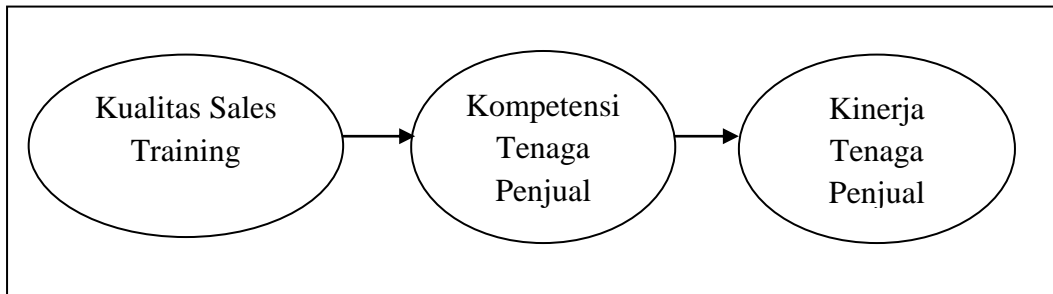 Kualitas Sales
Training
Kompetensi
Tenaga
Penjual
Kinerja
Tenaga
Penjual